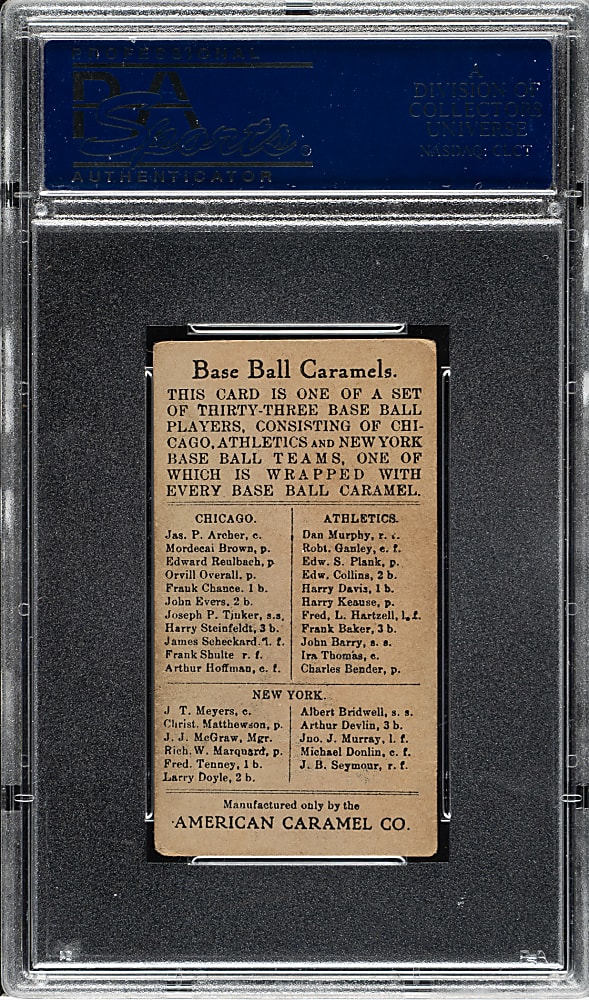 PROFESSIONAL
PSA
Sports
AUTHENTICATOR
A
DIVISION OF
COLLECTORS
UNIVERSE
NASDAQ: CLCT
Base Ball Caramels.
THIS CARD IS ONE OF A SET
OF THIRTY-THREE BASE BALL
PLAYERS, CONSISTING OF CHI-
CAGO, ATHLETICS AND NEW YORK
BASE BALL TEAMS, ONE OF
WHICH IS WRAPPED WITH
EVERY BASE BALL CARAMEL.
CHICAGO.
Jas. P. Archer, c.
Mordecai Brown, p.
Edward Reulbach, p
Orvill Overall, p.
Frank Chance. 1 b.
John Evers. 2 b.
Joseph P. Tinker, s.s.
Harry Steinfeldt, 3 b.
James Scheckard. l. f.
Frank Shulte r. f.
Arthur Hoffman, c. f.
ATHLETICS.
Dan Murphy, r. f.
Robt. Ganley, c. f.
Edw. S. Plank, p.
Edw. Collins, 2 b.
Harry Davis, 1 b.
Harry Keause, p.
Fred. L. Hartzell, l. f.
Frank Baker, 3 b.
John Barry, s. s.
Ira Thomas, c.
Charles Bender, p.
NEW YORK.
J T. Meyers, c.
Christ. Matthewson, p.
J. J. McGraw, Mgr.
Rich. W. Marquard, p.
Fred. Tenney, 1 b.
Larry Doyle, 2 b.
Albert Bridwell, s. s.
Arthur Devlin, 3 b.
Jno. J. Murray, l. f.
Michael Donlin, c. f.
J. B. Seymour, r. f.
Manufactured only by the
AMERICAN CARAMEL CO.
PSA